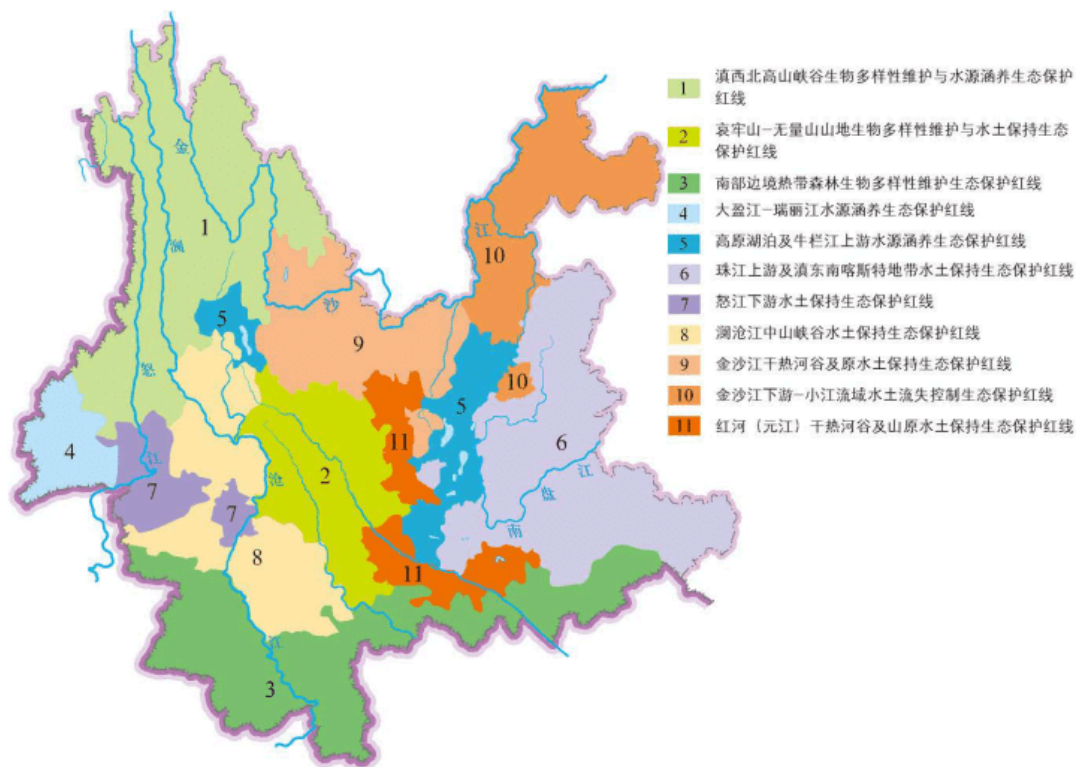 1 滇西北高山峡谷生物多样性维护与水源涵养生态保护
红线
2 哀牢山-无量山山地生物多样性维护与水土保持生态
保护红线
3 南部边境热带森林生物多样性维护生态保护红线
4 大盈江-瑞丽江水源涵养生态保护红线
5 高原湖泊及牛栏江上游水源涵养生态保护红线
6 珠江上游及滇东南喀斯特地带水土保持生态保护红线
7 怒江下游水土保持生态保护红线
8 澜沧江中山峡谷水土保持生态保护红线
9 金沙江干热河谷及原水土保持生态保护红线
10 金沙江下游-小江流域水土流失控制生态保护红线
11 红河（元江）干热河谷及山原水土保持生态保护红线
金
1
澜
江
10
5
沙
9
怒
10
5
4
江
7
11
2
6
江
沧
盘
7
南
8
11
江
3